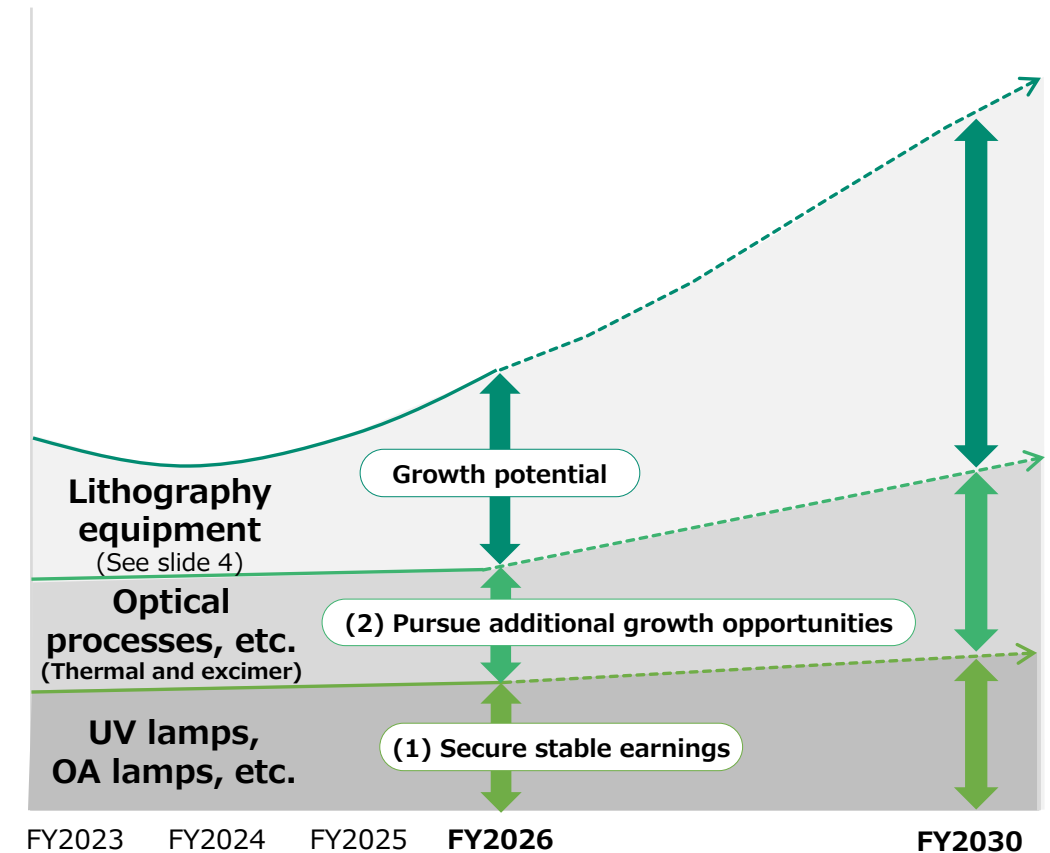 Growth potential
Lithography
equipment
(See slide 4)
Optical
processes, etc.
(Thermal and excimer)
(2) Pursue additional growth opportunities
UV lamps,
OA lamps, etc.
(1) Secure stable earnings
FY2023 FY2024 FY2025 FY2026 FY2030